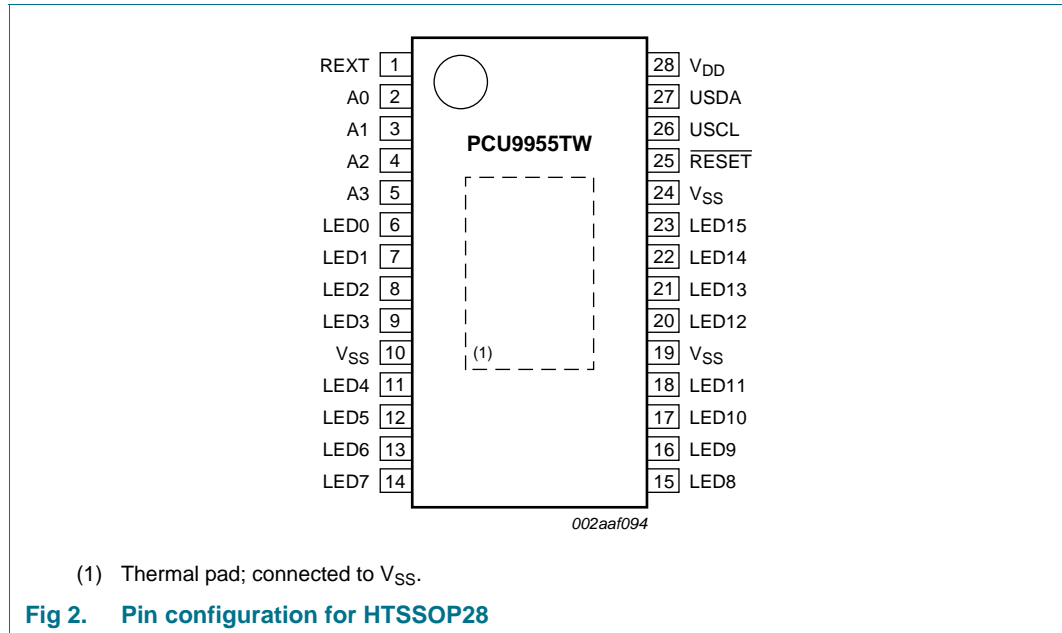 REXT 1 28 VDD
A0 2 27 USDA
A1 3 26 USCL
PCU9955TW
A2 4 25 RESET
A3 5 24 VSS
LED0 6 23 LED15
LED1 7 22 LED14
LED2 8 21 LED13
LED3 9 20 LED12
VSS 10 (1) 19 VSS
LED4 11 18 LED11
LED5 12 17 LED10
LED6 13 16 LED9
LED7 14 15 LED8
002aaf094
(1) Thermal pad; connected to VSS.
Fig 2. Pin configuration for HTSSOP28